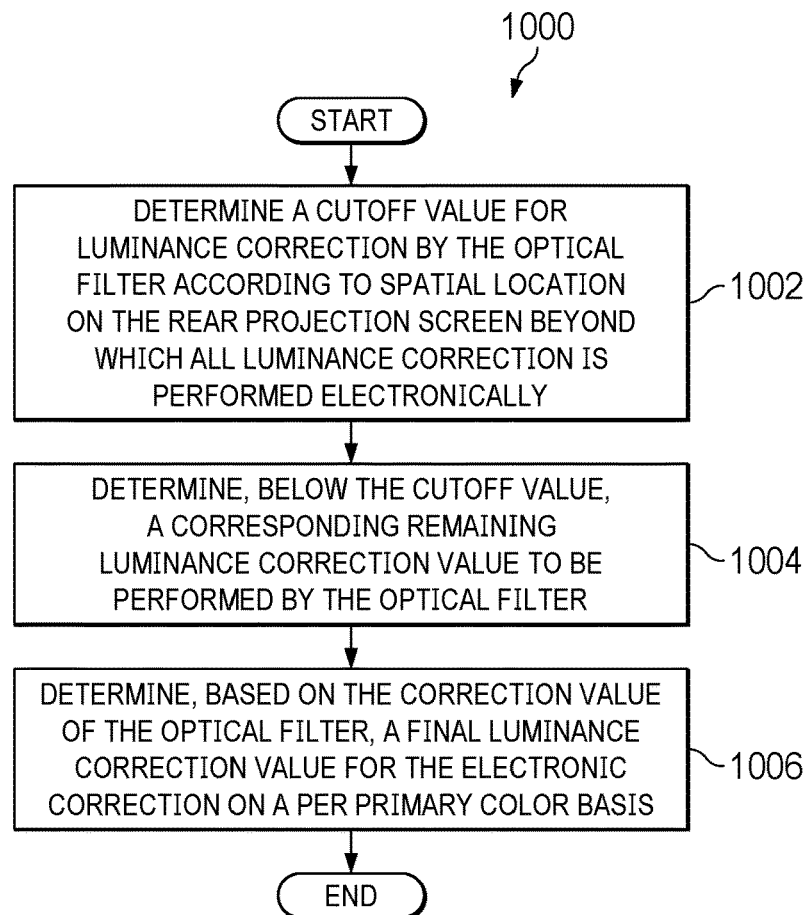 1000
START
DETERMINE A CUTOFF VALUE FOR
LUMINANCE CORRECTION BY THE OPTICAL
FILTER ACCORDING TO SPATIAL LOCATION
ON THE REAR PROJECTION SCREEN BEYOND
WHICH ALL LUMINANCE CORRECTION IS
PERFORMED ELECTRONICALLY
1002
DETERMINE, BELOW THE CUTOFF VALUE,
A CORRESPONDING REMAINING
LUMINANCE CORRECTION VALUE TO BE
PERFORMED BY THE OPTICAL FILTER
1004
DETERMINE, BASED ON THE CORRECTION VALUE
OF THE OPTICAL FILTER, A FINAL LUMINANCE
CORRECTION VALUE FOR THE ELECTRONIC
CORRECTION ON A PER PRIMARY COLOR BASIS
1006
END